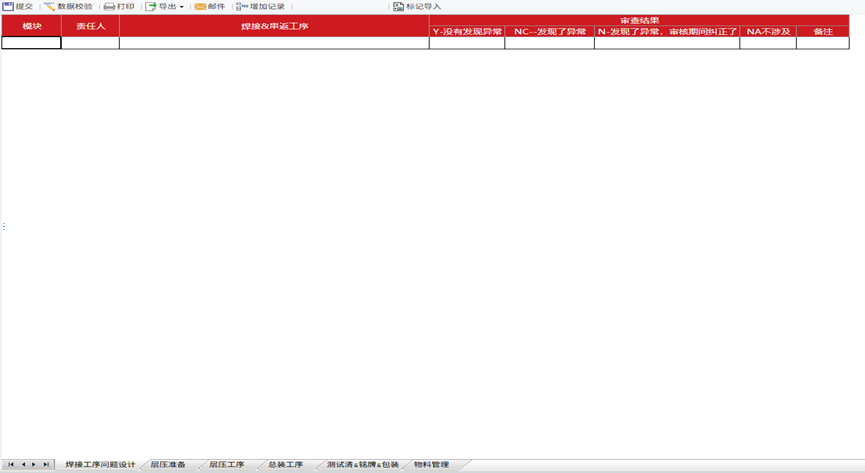 提交 数据校验 打印 导出 邮件 增加记录 标记导入
模块 责任人 焊接&串返工序 审查结果
Y-没有发现异常 NC--发现了异常 N-发现了异常，审核期间纠正了 NA不涉及 备注
焊接工序问题设计 层压准备 层压工序 总装工序 测试清&铭牌&包装 物料管理